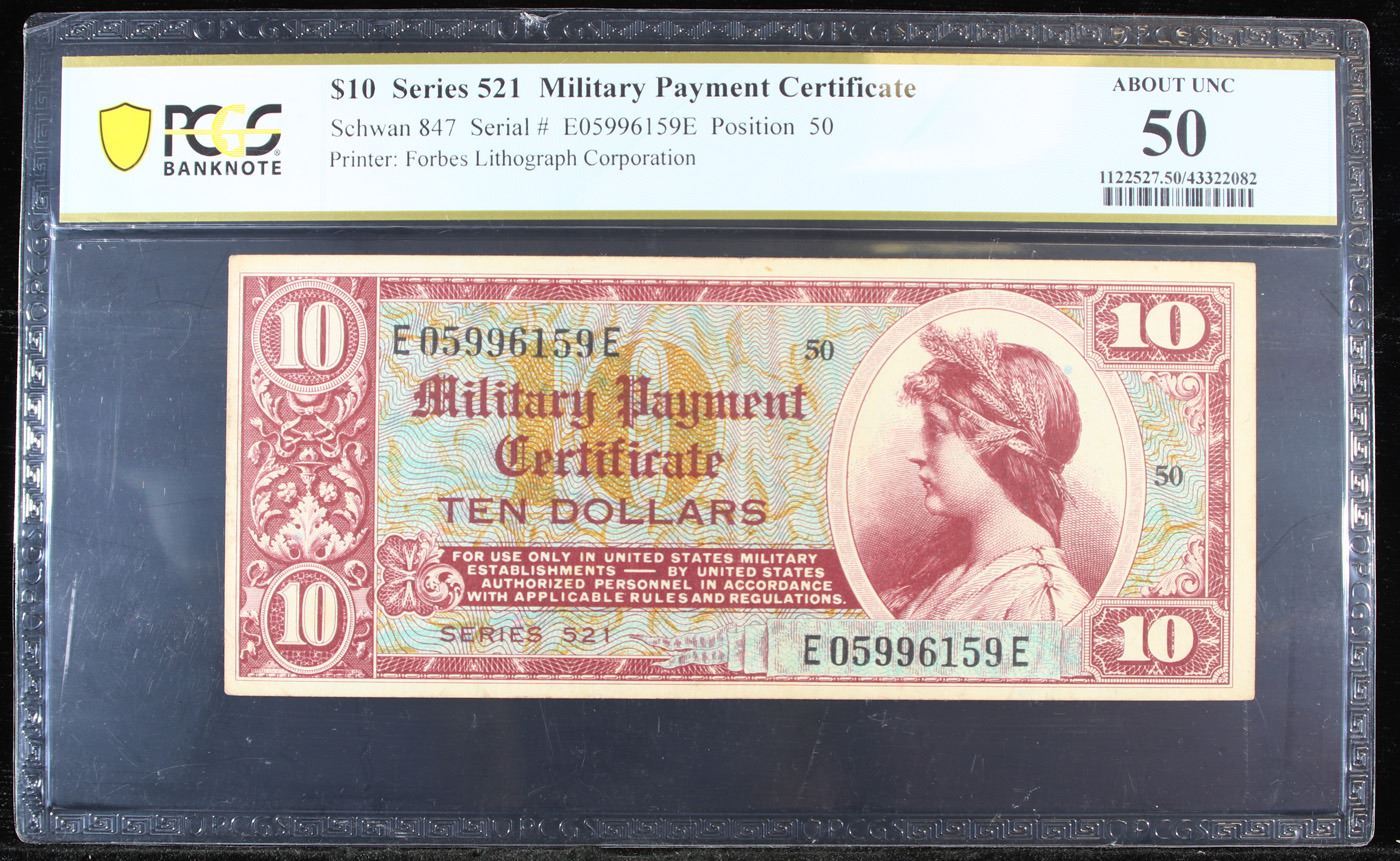 PCGS
BANKNOTE
$10 Series 521 Military Payment Certificate
Schwan 847 Serial # E05996159E Position 50
Printer: Forbes Lithograph Corporation
ABOUT UNC
50
1122527.50/43322082
10
10
E05996159E
50
Military Payment
Certificate
TEN DOLLARS
50
FOR USE ONLY IN UNITED STATES MILITARY
ESTABLISHMENTS — BY UNITED STATES
AUTHORIZED PERSONNEL IN ACCORDANCE
WITH APPLICABLE RULES AND REGULATIONS.
10
SERIES 521
E05996159E
10
10